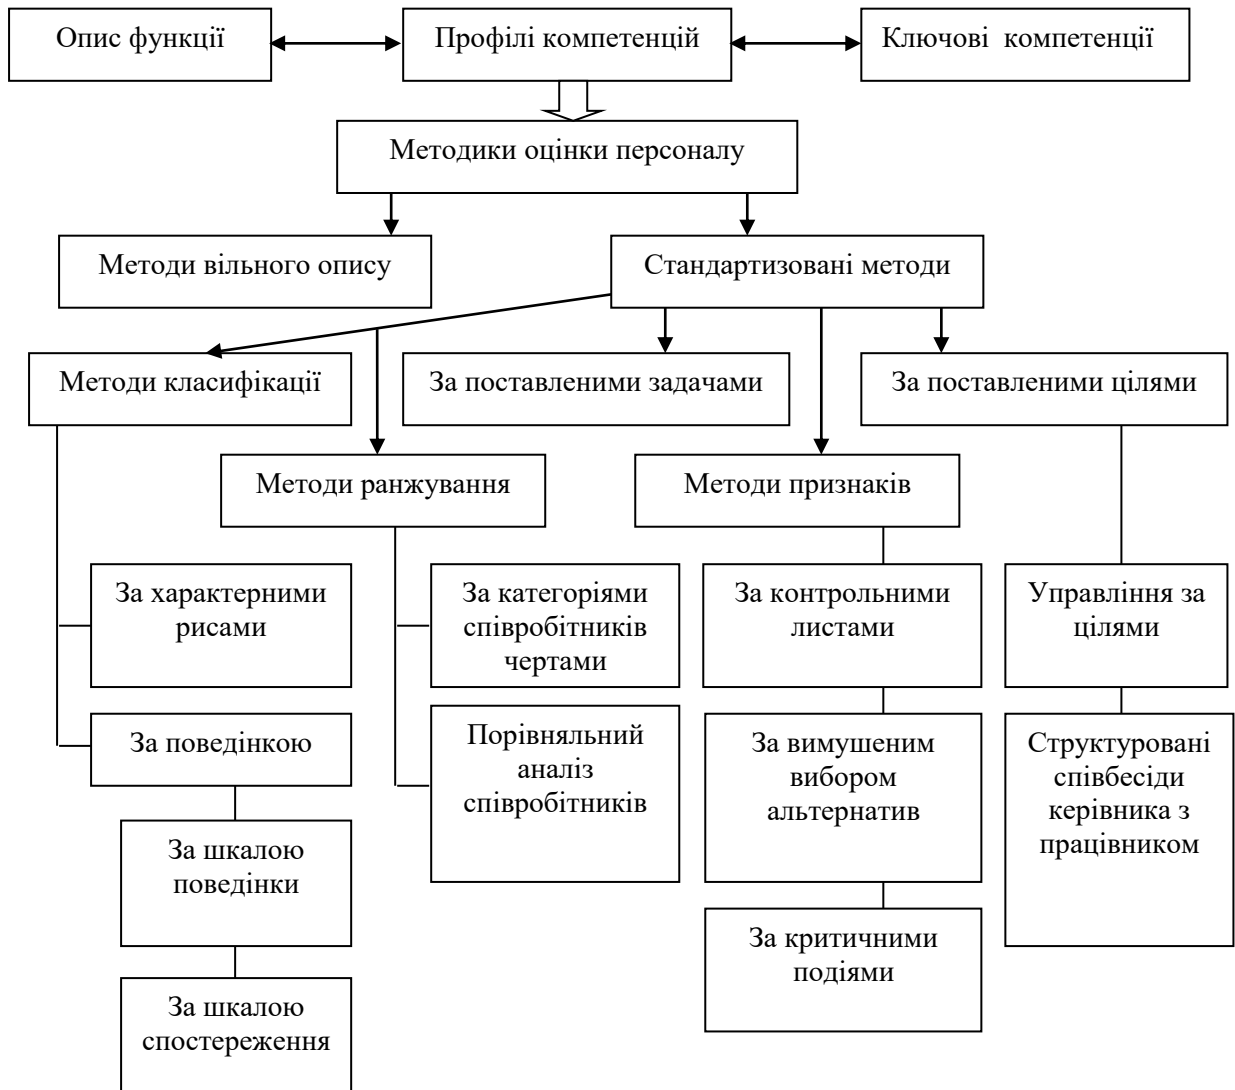 Опис функції
Профілі компетенцій
Ключові компетенції
Методики оцінки персоналу
Методи вільного опису
Стандартизовані методи
Методи класифікації
За поставленими задачами
За поставленими цілями
Методи ранжування
Методи признаків
За характерними
рисами
За категоріями
співробітників
чертами
За контрольними
листами
Управління за
цілями
За поведінкою
Порівняльний
аналіз
співробітників
За вимушеним
вибором
альтернатив
Структуровані
співбесіди
керівника з
працівником
За шкалою
поведінки
За критичними
подіями
За шкалою
спостереження